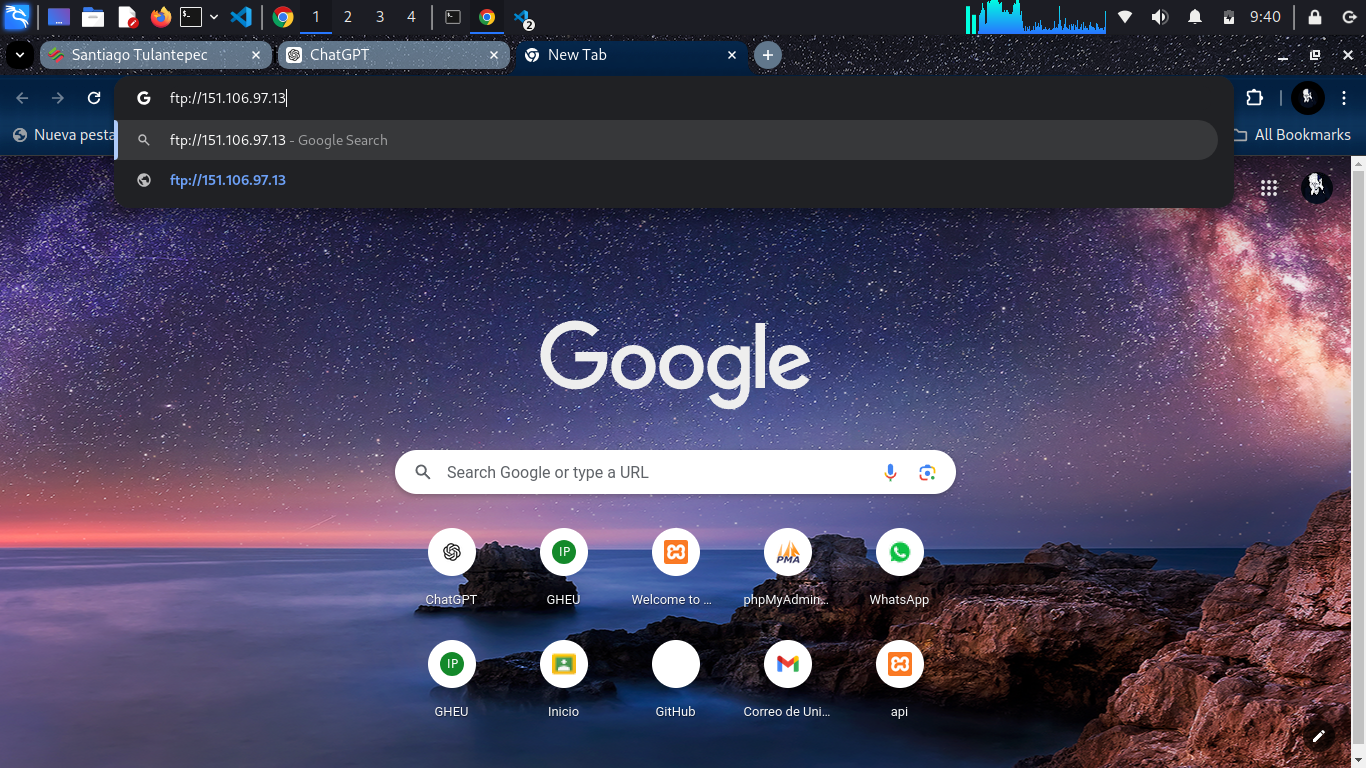 1 2 3 4 2 9:40
Santiago Tulantepec ChatGPT New Tab
ftp://151.106.97.13
Nueva pesta All Bookmarks
ftp://151.106.97.13 - Google Search
ftp://151.106.97.13
Google
Search Google or type a URL
IP PMA
ChatGPT GHEU Welcome to ... phpMyAdmin... WhatsApp
IP
GHEU Inicio GitHub Correo de Uni... api